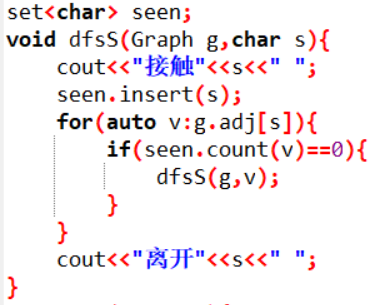 set<char> seen;
void dfsS(Graph g,char s){
    cout<<"接触"<<s<<" ";
    seen.insert(s);
    for(auto v:g.adj[s]){
        if(seen.count(v)==0){
            dfsS(g,v);
        }
    }
    cout<<"离开"<<s<<" ";
}